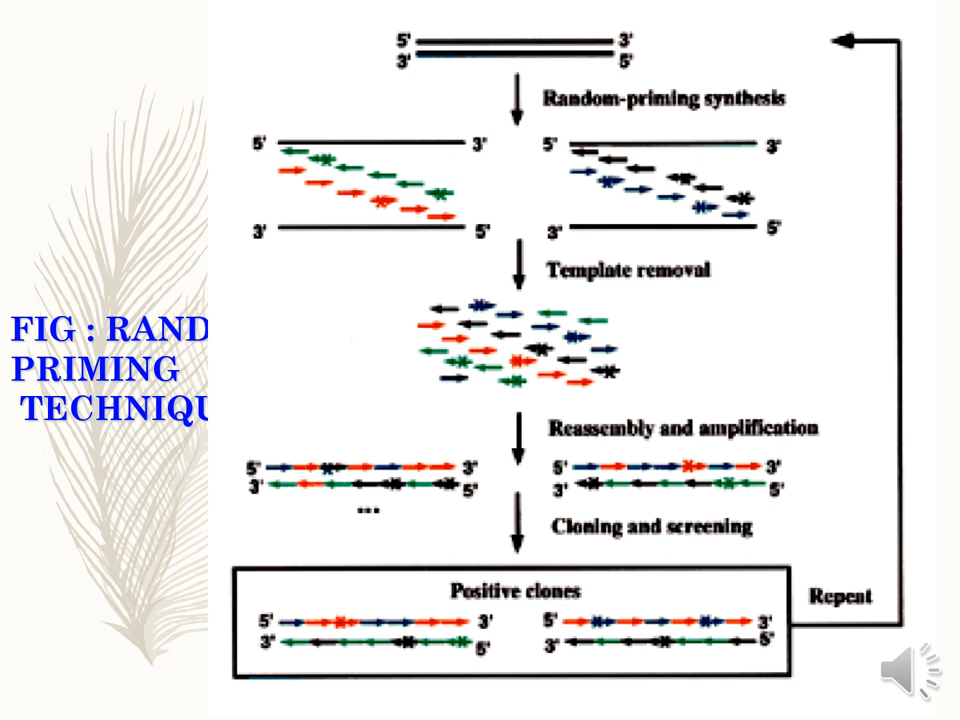 5' 3'
3' 5'
Random-priming synthesis
5' 3' 5' 3'
3' 5' 3' 5'
Template removal
FIG : RAND
PRIMING
TECHNIQU
Reassembly and amplification
5' 3' 5' 3'
3' 5' 3' 5'
...
Cloning and screening
Positive clones
Repeat
5' 3' 5' 3'
3' 5' 3' 5'